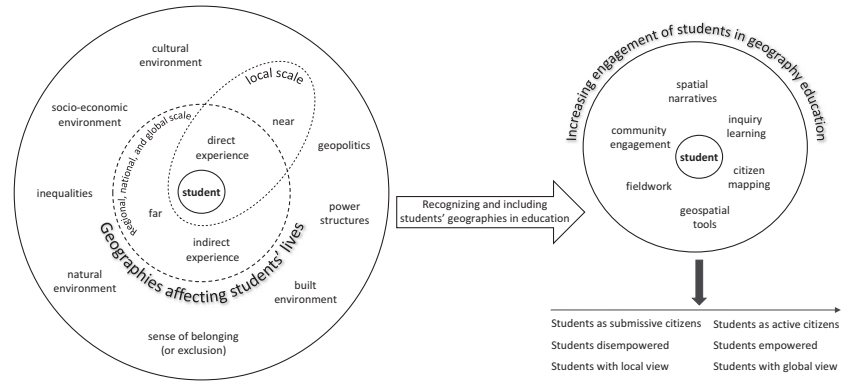 cultural
environment
local scale
socio-economic
environment
Regional, national, and global scale
near
direct
experience
geopolitics
student
inequalities
far
power
structures
indirect
experience
Geographies affecting students' lives
natural
environment
built
environment
sense of belonging
(or exclusion)
Recognizing and including
students' geographies in education
Increasing engagement of students in geography education
spatial
narratives
inquiry
learning
community
engagement
student
citizen
mapping
fieldwork
geospatial
tools
Students as submissive citizens
Students as active citizens
Students disempowered
Students empowered
Students with local view
Students with global view